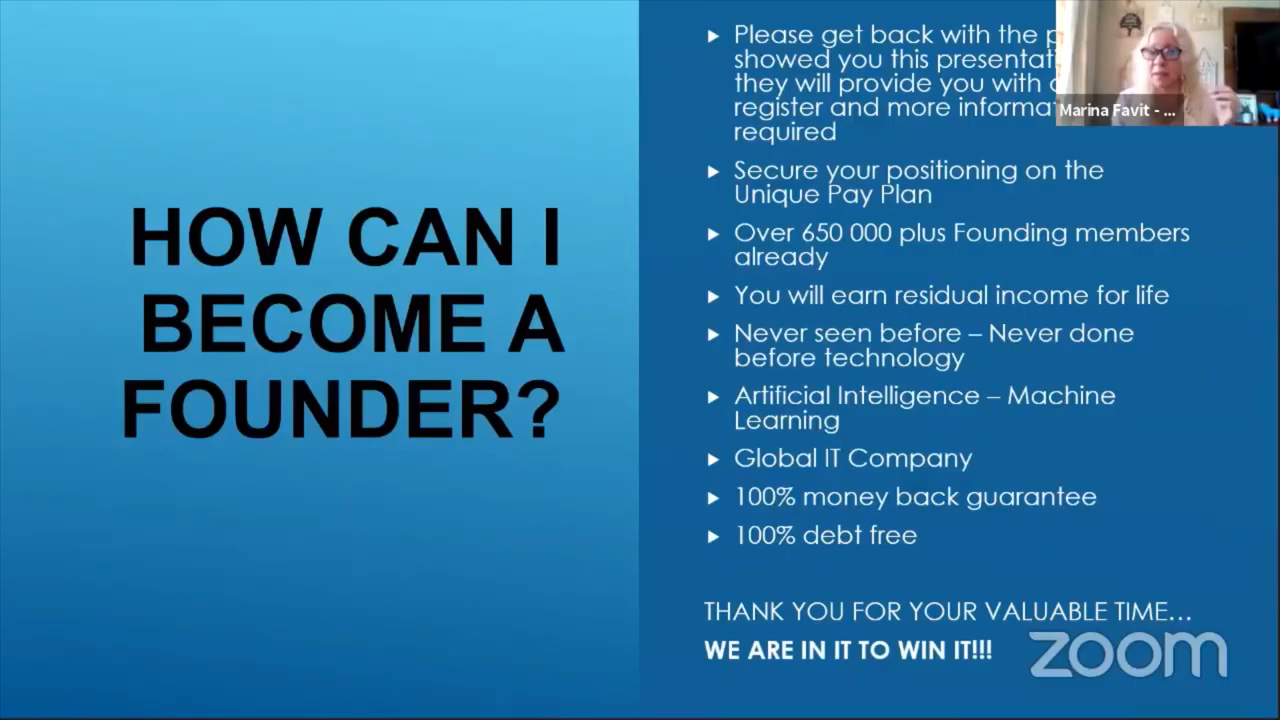 HOW CAN I
BECOME A
FOUNDER?
Please get back with the
showed you this
they will provide you with
register and more
required
Secure your positioning on the
Unique Pay Plan
Over 650 000 plus Founding members
already
You will earn residual income for life
Never seen before – Never done
before technology
Artificial Intelligence – Machine
Learning
Global IT Company
100% money back guarantee
100% debt free
THANK YOU FOR YOUR VALUABLE TIME...
WE ARE IN IT TO WIN IT!!!
Marina Favit - ...
zoom